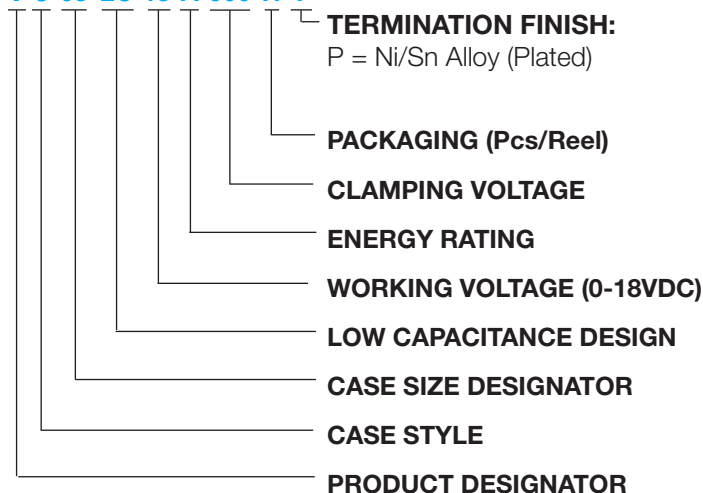 TERMINATION FINISH:
P = Ni/Sn Alloy (Plated)
PACKAGING (Pcs/Reel)
CLAMPING VOLTAGE
ENERGY RATING
WORKING VOLTAGE (0-18VDC)
LOW CAPACITANCE DESIGN
CASE SIZE DESIGNATOR
CASE STYLE
PRODUCT DESIGNATOR